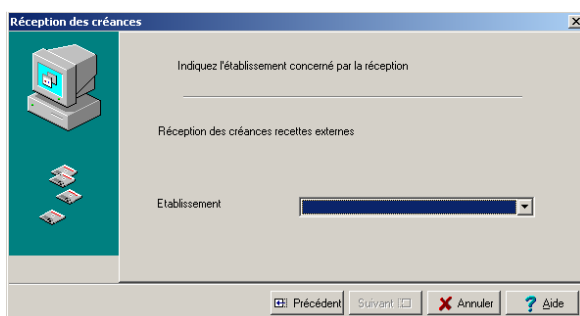 Réception des créances
Indiquez l'établissement concerné par la réception
Réception des créances recettes externes
Etablissement
Précédent Suivant Annuler Aide